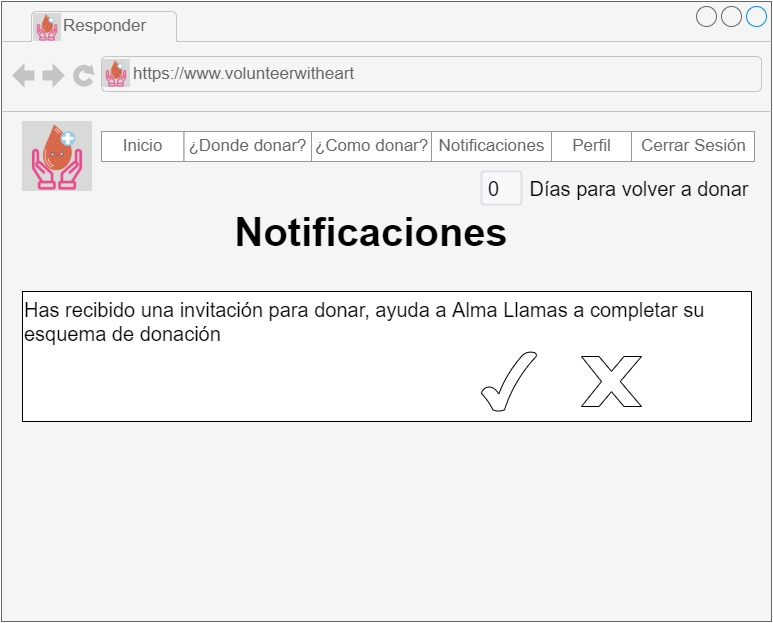 Responder
https://www.volunteerwitheart
Inicio
¿Donde donar?
¿Como donar?
Notificaciones
Perfil
Cerrar Sesión
0 Días para volver a donar
Notificaciones
Has recibido una invitación para donar, ayuda a Alma Llamas a completar su
esquema de donación